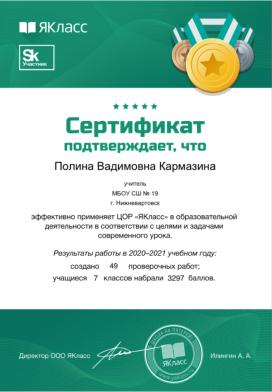 ЯКласс
Sk
Участник
Сертификат
подтверждает, что
Полина Вадимовна Кармазина
учитель
МБОУ СШ № 19
г. Нижневартовск
эффективно применяет ЦОР «ЯКласс» в образовательной
деятельности в соответствии с целями и задачами
современного урока.
Результаты работы в 2020–2021 учебном году:
создано 49 проверочных работ;
учащиеся 7 классов набрали 3297 баллов.
Директор ООО ЯКласс
ЯКласс
Илингин А. А.